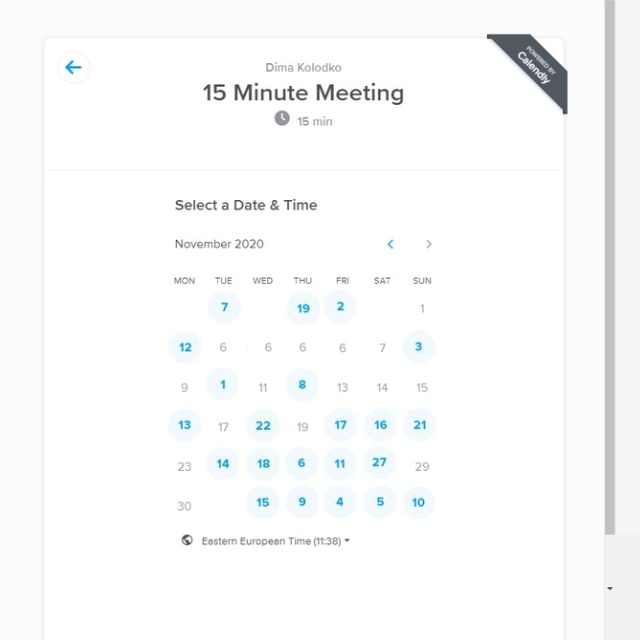 POWERED BY
Calendly
Dima Kolodko
15 Minute Meeting
15 min
Select a Date & Time
November 2020
MON TUE WED THU FRI SAT SUN
7 19 2 1
12 6 6 6 6 7 3
9 1 11 8 13 14 15
13 17 22 19 17 16 21
23 14 18 6 11 27 29
30 15 9 4 5 10
Eastern European Time (11:38)